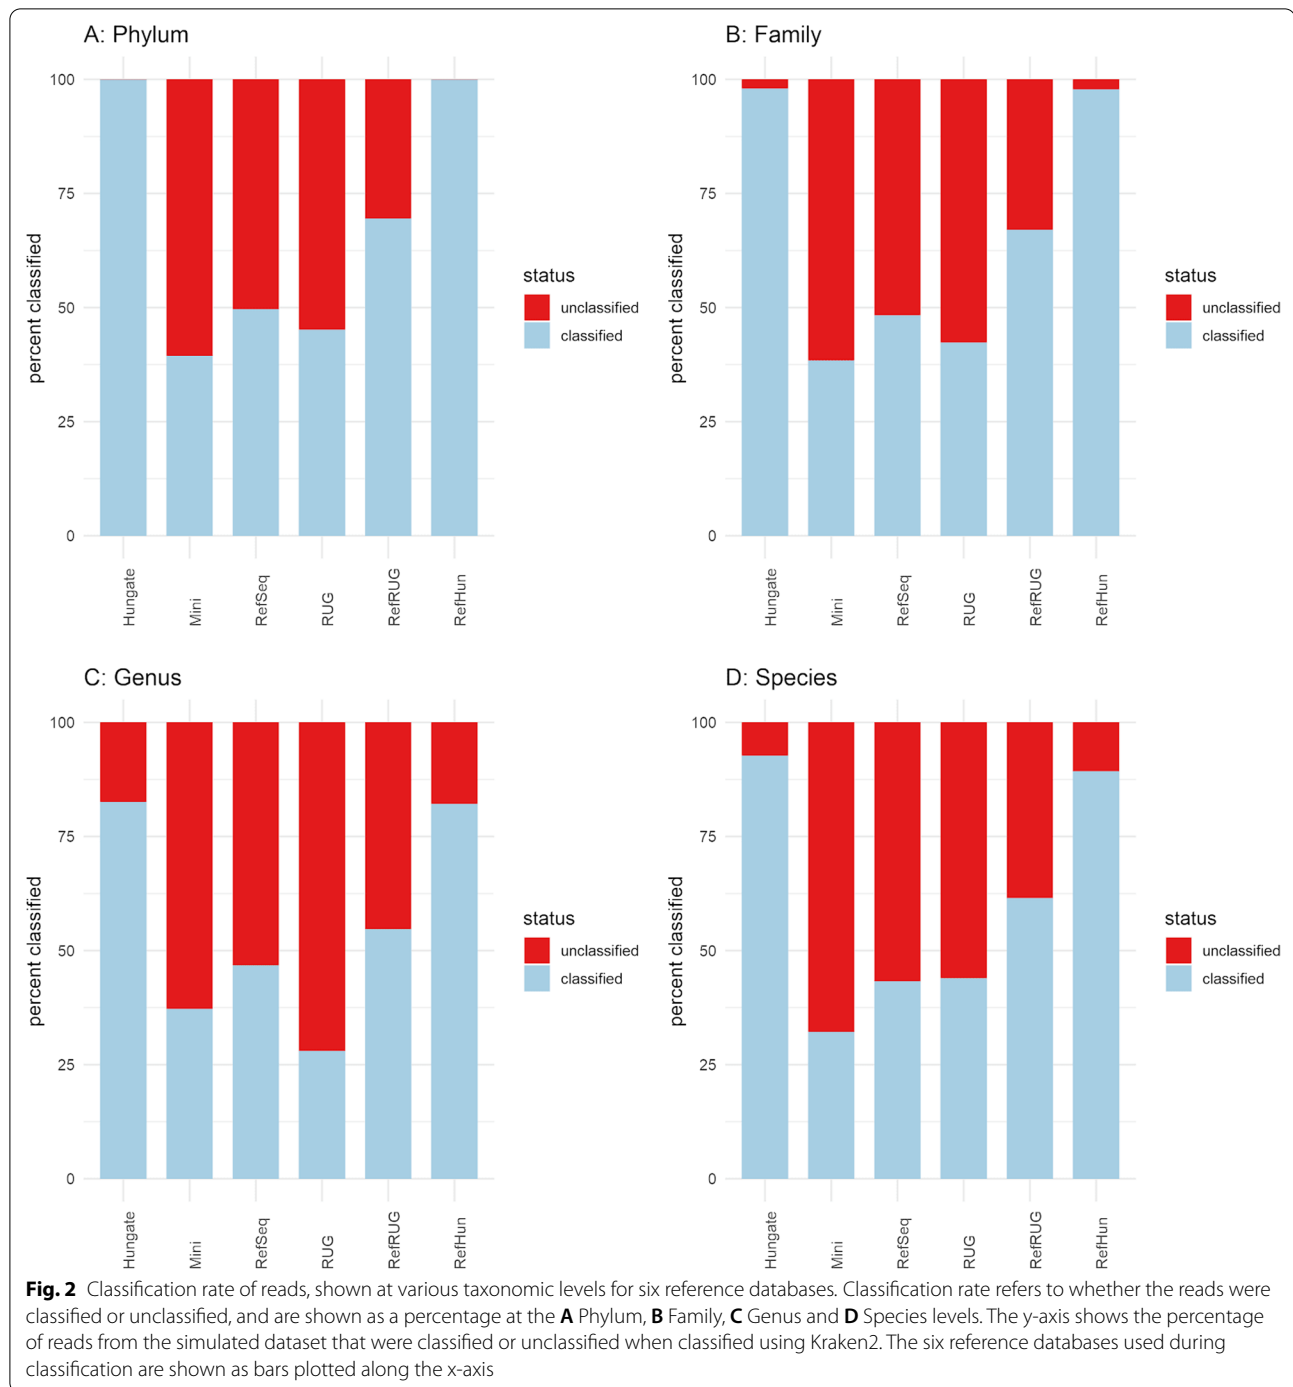 A: Phylum
percent classified
100
75
50
25
0
Hungate
Mini
RefSeq
RUG
RefRUG
RefHun
status
unclassified
classified
B: Family
percent classified
100
75
50
25
0
Hungate
Mini
RefSeq
RUG
RefRUG
RefHun
status
unclassified
classified
C: Genus
percent classified
100
75
50
25
0
Hungate
Mini
RefSeq
RUG
RefRUG
RefHun
status
unclassified
classified
D: Species
percent classified
100
75
50
25
0
Hungate
Mini
RefSeq
RUG
RefRUG
RefHun
status
unclassified
classified
Fig. 2 Classification rate of reads, shown at various taxonomic levels for six reference databases. Classification rate refers to whether the reads were
classified or unclassified, and are shown as a percentage at the A Phylum, B Family, C Genus and D Species levels. The y-axis shows the percentage
of reads from the simulated dataset that were classified or unclassified when classified using Kraken2. The six reference databases used during
classification are shown as bars plotted along the x-axis